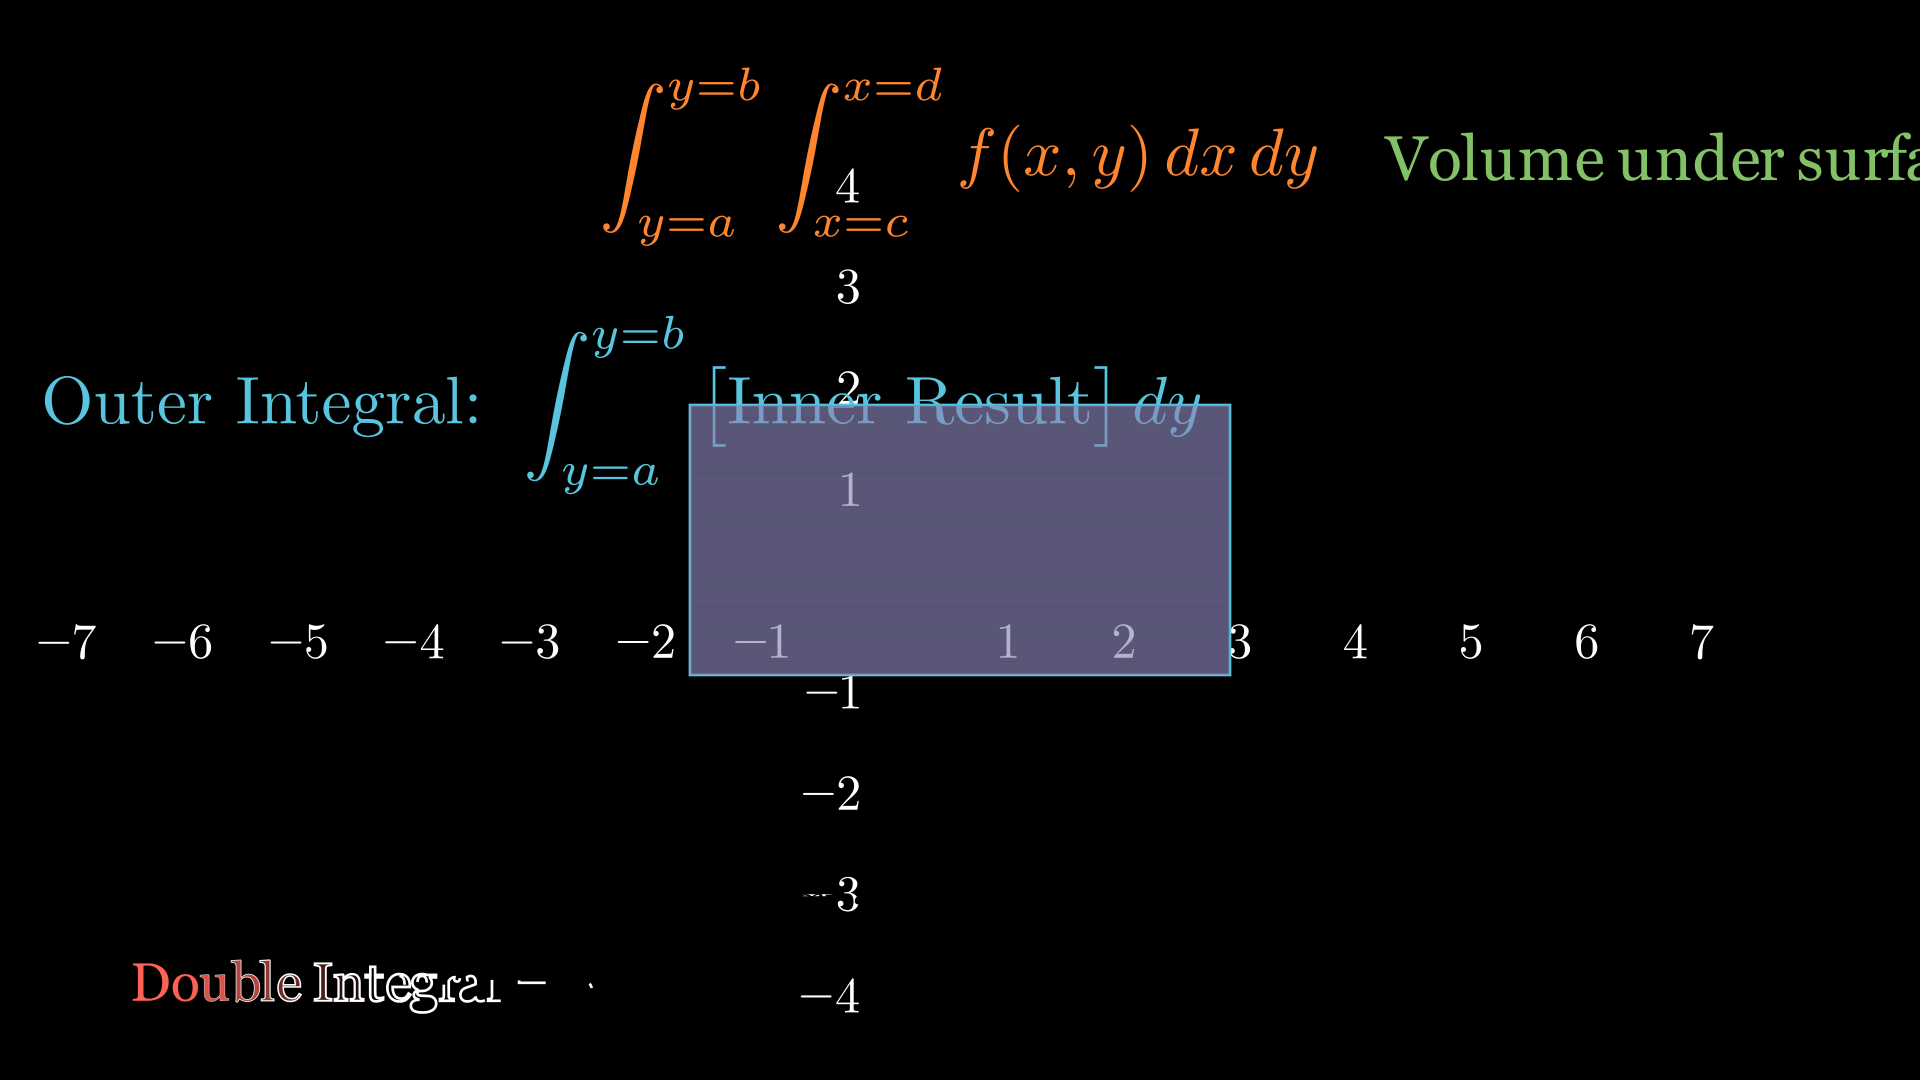 ∫_{y=a}^{y=b} ∫_{x=c}^{x=d} f(x, y) dx dy Volume under
4
3
Outer Integral: ∫_{y=a}^{y=b} [Inner Result] dy
2
1
−7 −6 −5 −4 −3 −2 −1 1 2 3 4 5 6 7
−1
−2
−3
Double Integral
−4